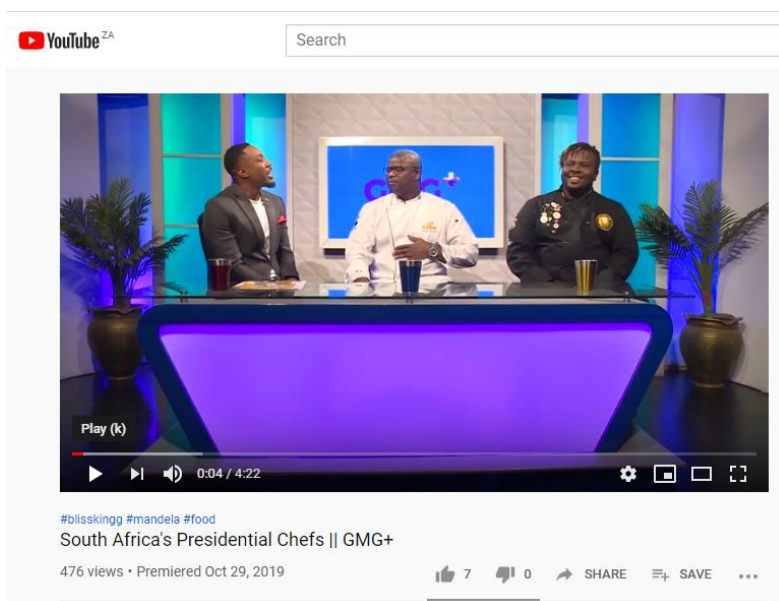 YouTube ZA
Search
GMG+
Play (k)
0:04 / 4:22
#blisskingg #mandela #food
South Africa's Presidential Chefs || GMG+
476 views • Premiered Oct 29, 2019
7 0 SHARE SAVE